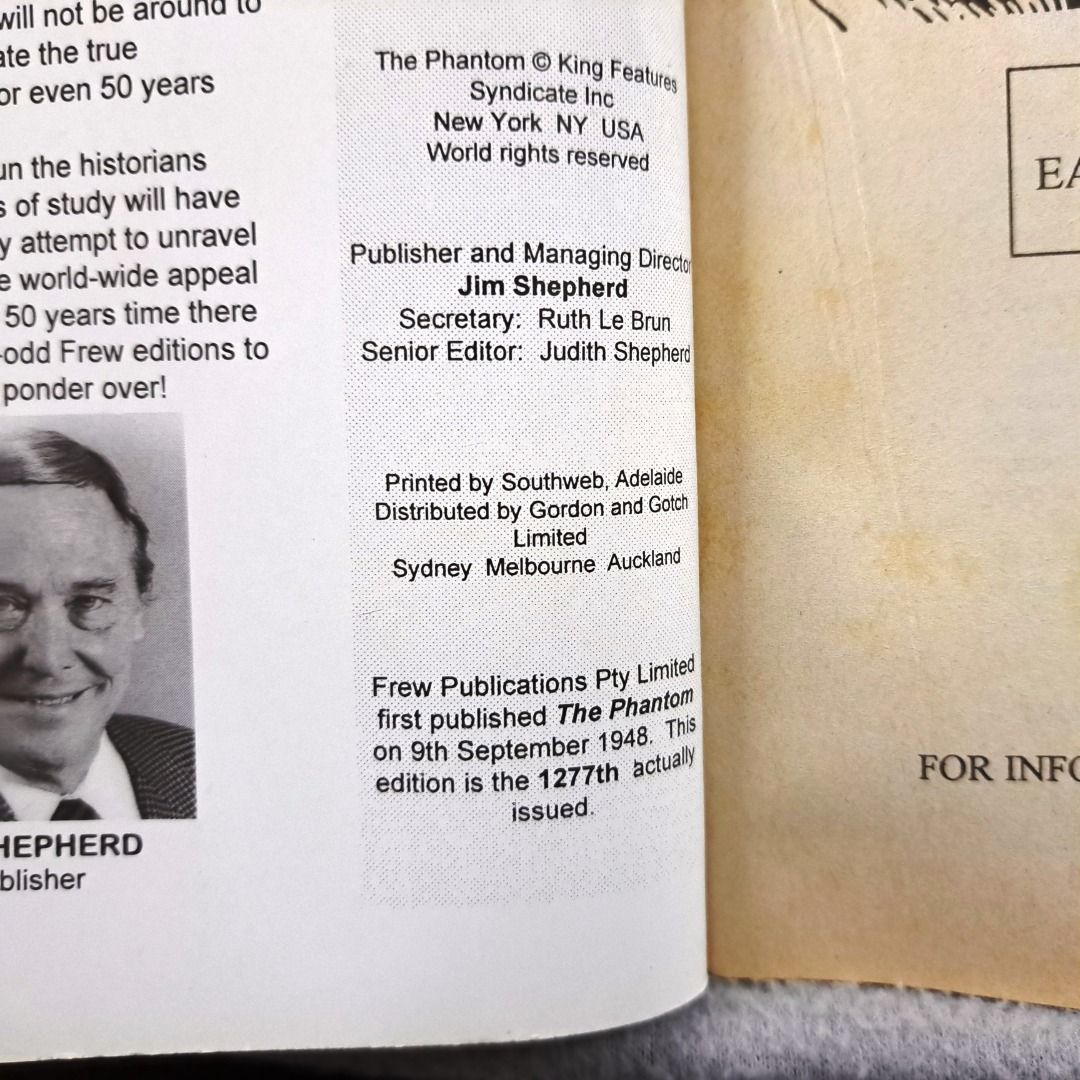 will not be around to
ate the true
or even 50 years
un the historians
s of study will have
y attempt to unravel
e world-wide appeal
50 years time there
-odd Frew editions to
ponder over!
HEPHERD
blisher
The Phantom © King Features
Syndicate Inc
New York NY USA
World rights reserved
Publisher and Managing Director
Jim Shepherd
Secretary: Ruth Le Brun
Senior Editor: Judith Shepherd
Printed by Southweb, Adelaide
Distributed by Gordon and Gotch
Limited
Sydney Melbourne Auckland
Frew Publications Pty Limited
first published The Phantom
on 9th September 1948. This
edition is the 1277th actually
issued.
EA
FOR INFO